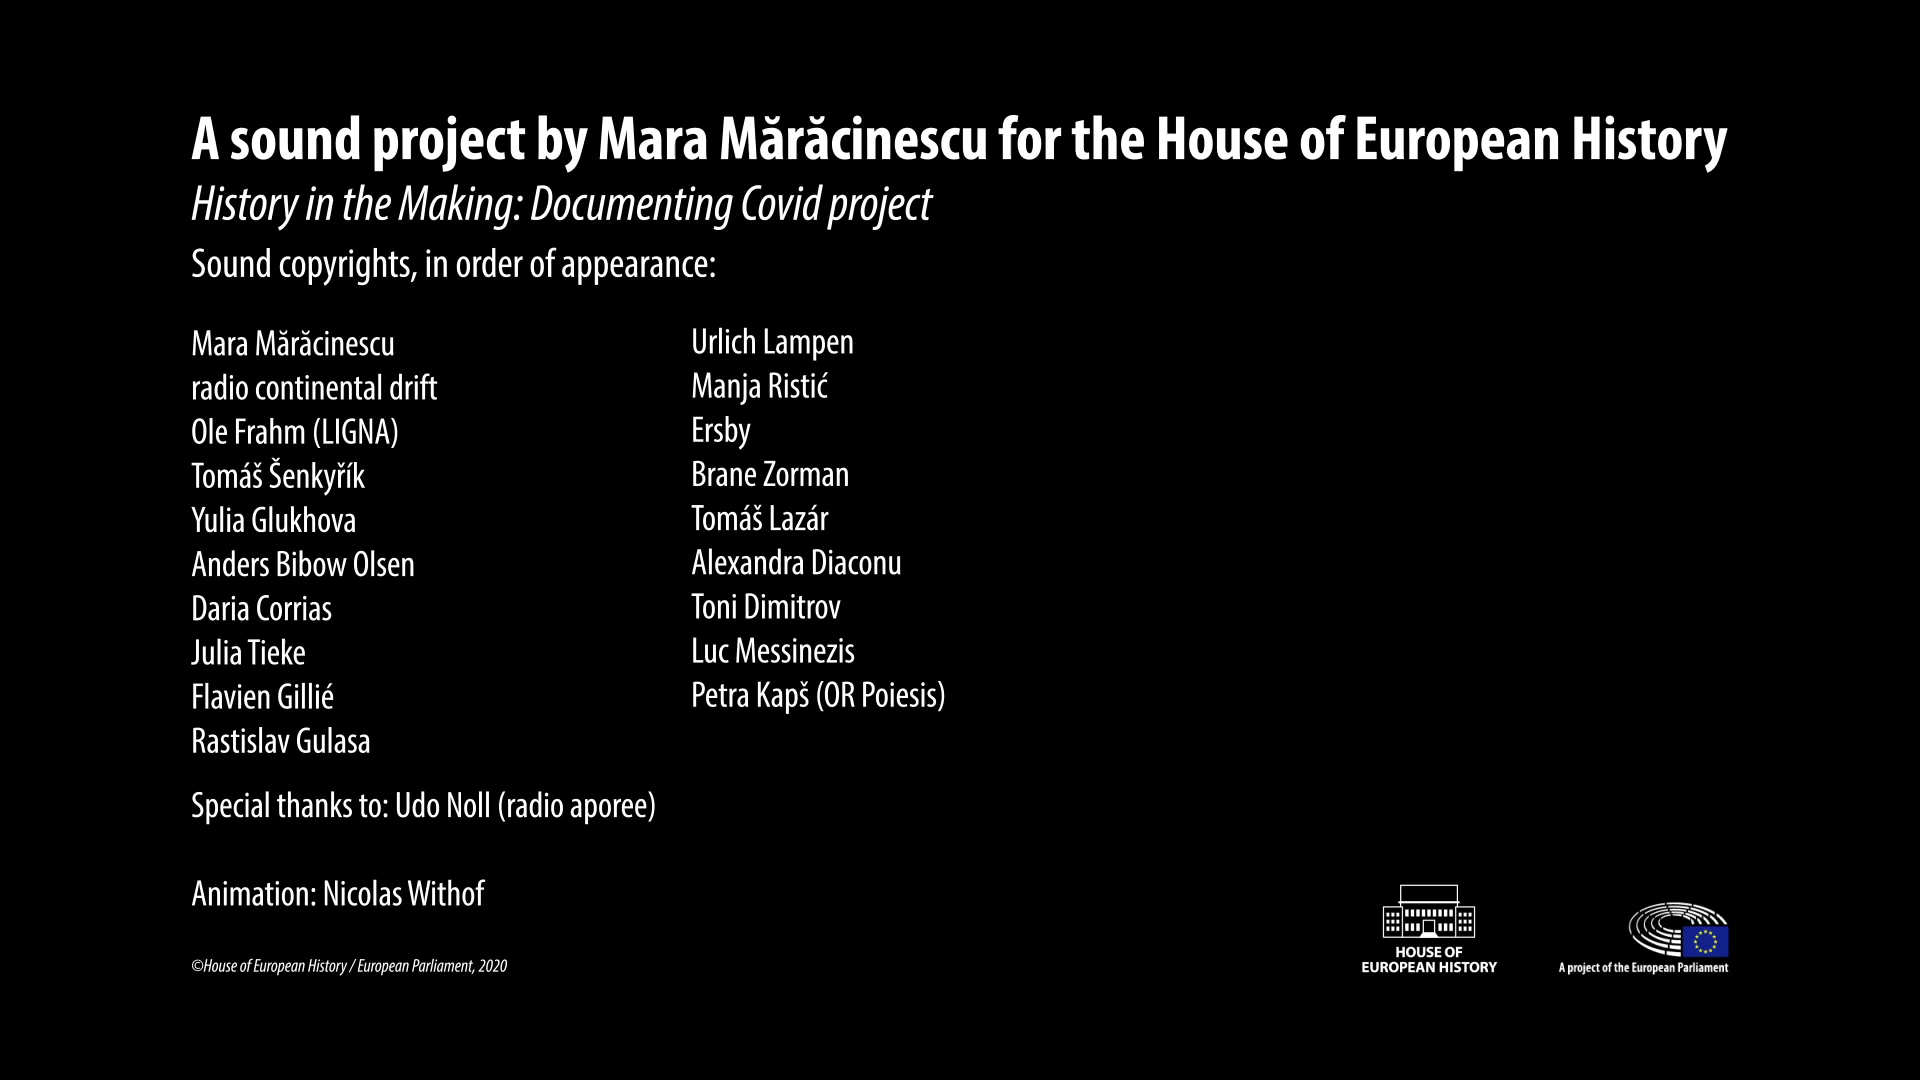 A sound project by Mara Mărăcinescu for the House of European History
History in the Making: Documenting Covid project
Sound copyrights, in order of appearance:
Mara Mărăcinescu
radio continental drift
Ole Frahm (LIGNA)
Tomáš Šenkyřík
Yulia Glukhova
Anders Bibow Olsen
Daria Corrias
Julia Tieke
Flavien Gillié
Rastislav Gulasa
Urlich Lampen
Manja Ristić
Ersby
Brane Zorman
Tomáš Lazár
Alexandra Diaconu
Toni Dimitrov
Luc Messinezis
Petra Kapš (OR Poiesis)
Special thanks to: Udo Noll (radio aporee)
Animation: Nicolas Withof
©House of European History / European Parliament, 2020
HOUSE OF
EUROPEAN HISTORY
A project of the European Parliament